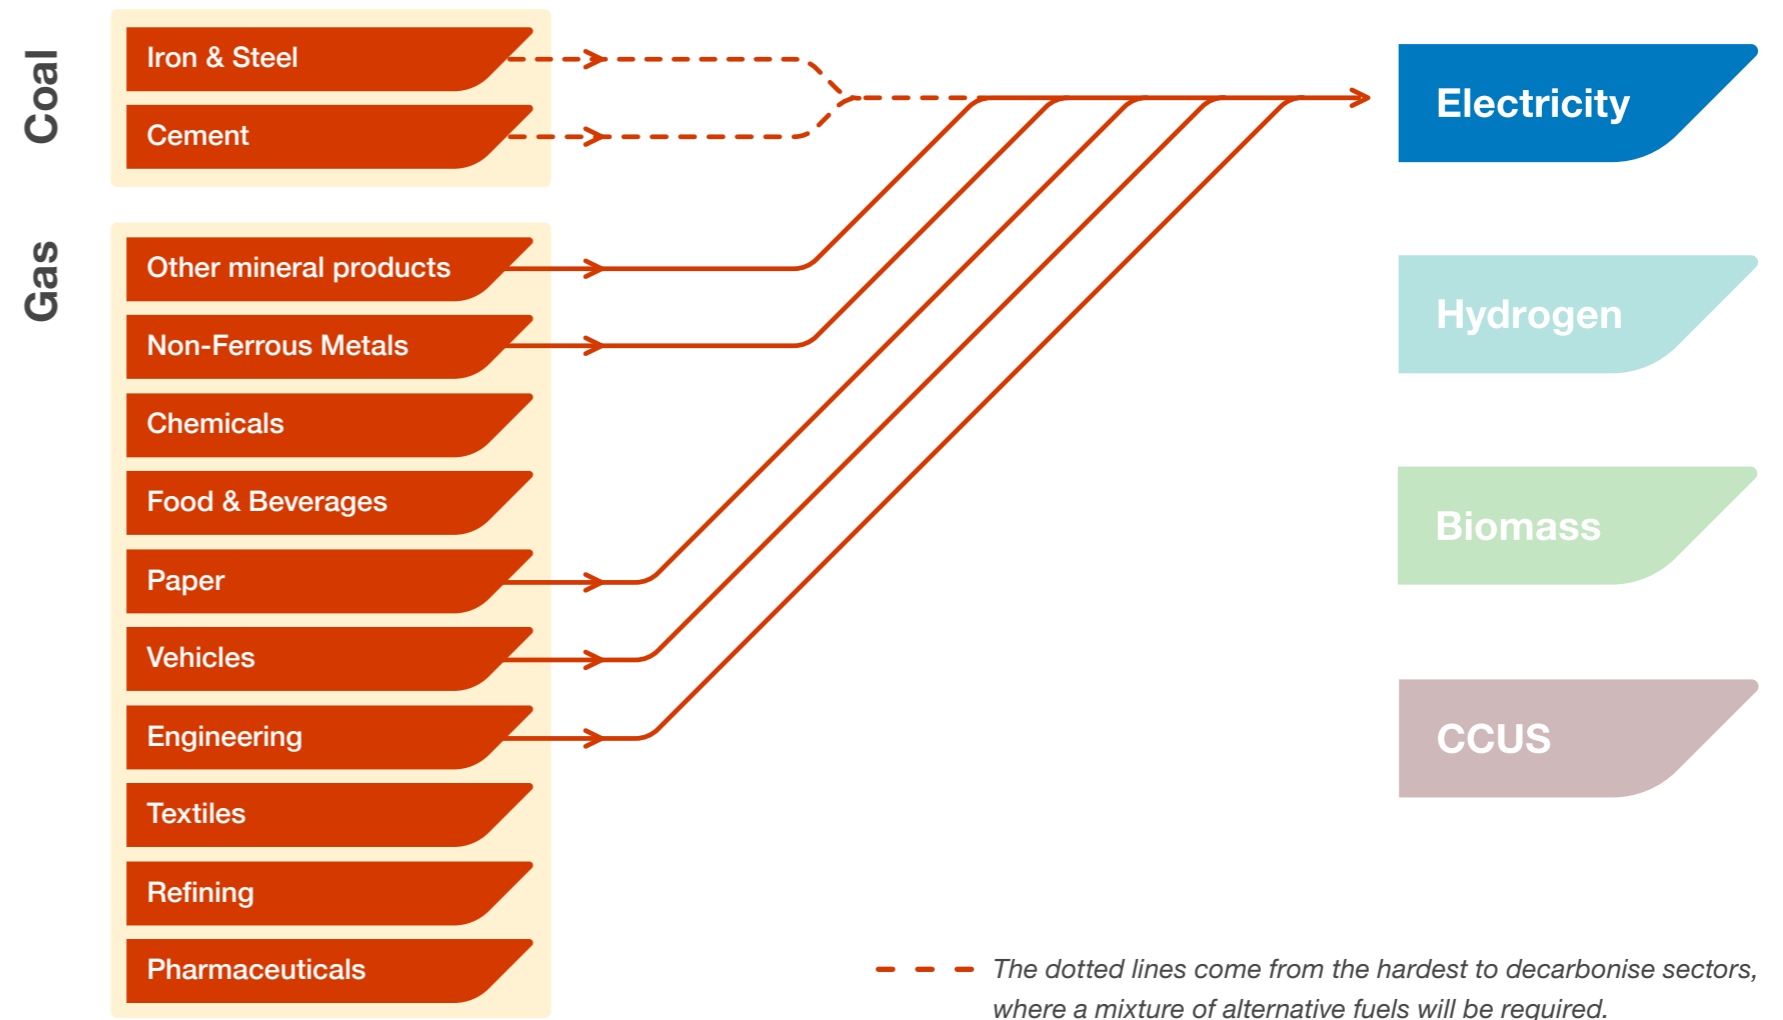 Coal
Iron & Steel
Cement
Gas
Other mineral products
Non-Ferrous Metals
Chemicals
Food & Beverages
Paper
Vehicles
Engineering
Textiles
Refining
Pharmaceuticals
Electricity
Hydrogen
Biomass
CCUS
The dotted lines come from the hardest to decarbonise sectors,
where a mixture of alternative fuels will be required.